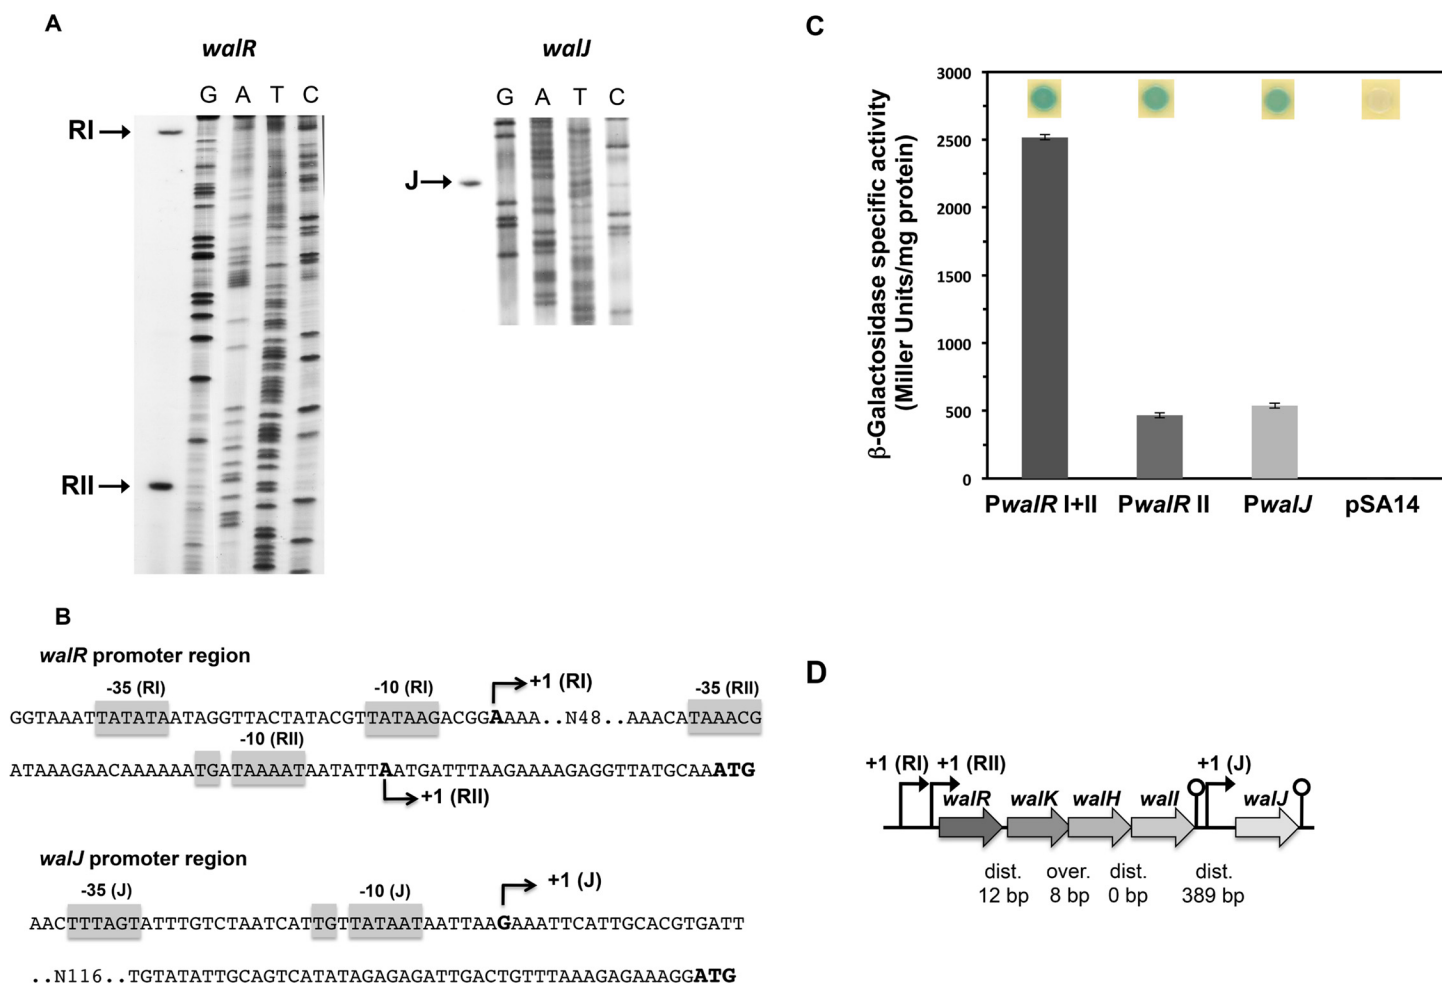 A
walR
walJ
G A T C
G A T C
RI
RII
J
C
β-Galactosidase specific activity
(Miller Units/mg protein)
3000
2500
2000
1500
1000
500
0
PwalR I+II PwalR II PwalJ pSA14
B
walR promoter region
-35 (RI) -10 (RI) +1 (RI) -35 (RII)
GGTAAATTATATAATAGGTTACTATACGTTATAAGACGGAAAA..N48..AAACATAAACG
-10 (RII)
ATAAAGAACAAAAAATGATAAAATAATATTAATGATTTAAGAAAAGAGGTTATGCAAATG
+1 (RII)
walJ promoter region
-35 (J) -10 (J) +1 (J)
AACTTTAGTATTTGTCTAATCATTGTTATAATAATTAAGAAATTCATTGCACGTGATT
..N116..TGTATATTGCAGTCATATAGAGAGATTGACTGTTTAAAGAGAAAGGATG
D
+1 (RI) +1 (RII) +1 (J)
walR walK walH walI walJ
dist. over. dist. dist.
12 bp 8 bp 0 bp 389 bp